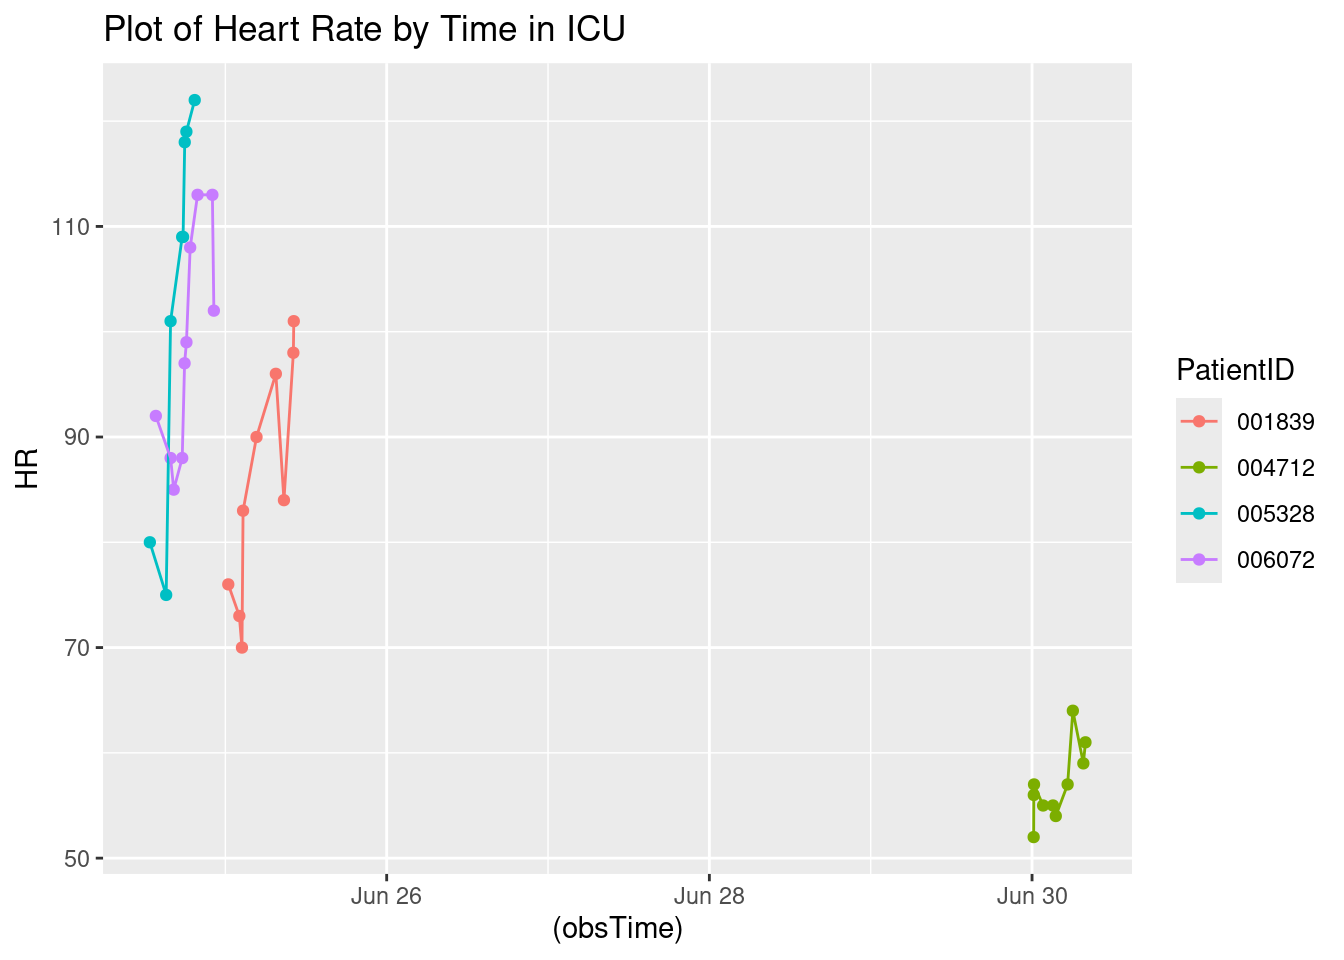 Plot of Heart Rate by Time in ICU
110
90
70
50
HR
Jun 26 Jun 28 Jun 30
(obsTime)
PatientID
001839
004712
005328
006072